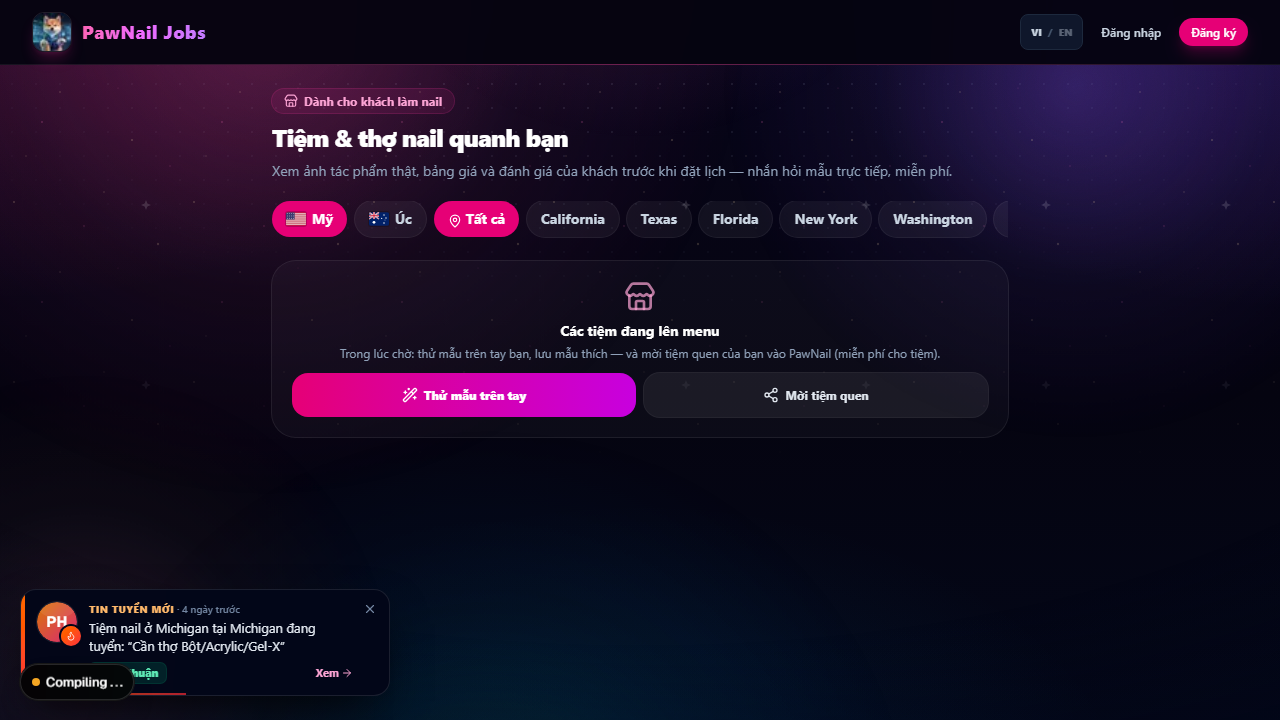 PawNail Jobs
VI / EN
Đăng nhập
Đăng ký
Dành cho khách làm nail
Tiệm & thợ nail quanh bạn
Xem ảnh tác phẩm thật, bảng giá và đánh giá của khách trước khi đặt lịch — nhắn hỏi mẫu trực tiếp, miễn phí.
Mỹ
Úc
Tất cả
California
Texas
Florida
New York
Washington
Các tiệm đang lên menu
Trong lúc chờ: thử mẫu trên tay bạn, lưu mẫu thích — và mời tiệm quen của bạn vào PawNail (miễn phí cho tiệm).
Thử mẫu trên tay
Mời tiệm quen
PH
TIN TUYỂN MỚI · 4 ngày trước
Tiệm nail ở Michigan tại Michigan đang
tuyển: “Cần thợ Bột/Acrylic/Gel-X”
Xem →
Compiling ...